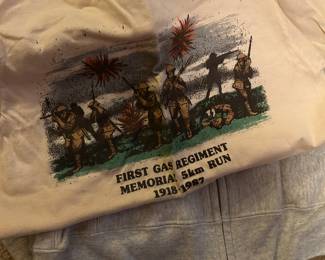 FIRST GAS REGIMENT
MEMORIAL 5km RUN
1918-1987